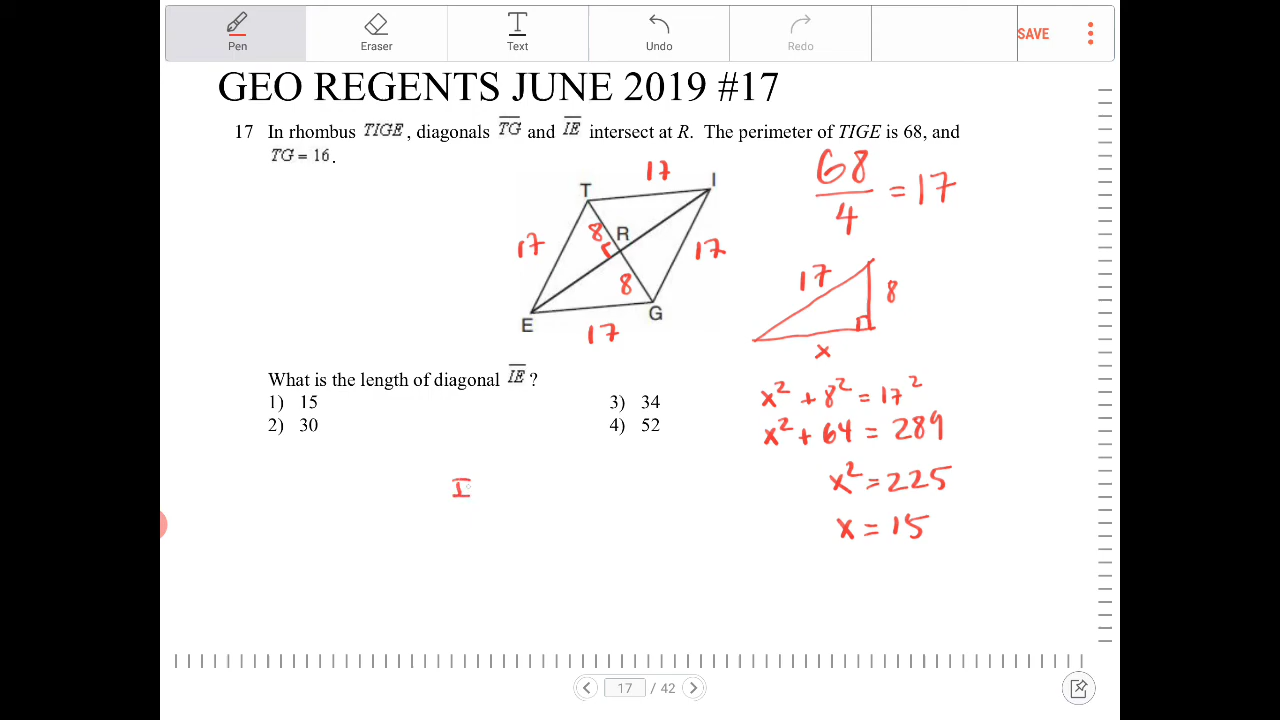 Pen Eraser Text Undo Redo SAVE
GEO REGENTS JUNE 2019 #17
17 In rhombus TIGE, diagonals TG and IE intersect at R. The perimeter of TIGE is 68, and
TG = 16.
68/4 = 17
17
T I
17 8 R 17
8
E G
17
17
8
x
What is the length of diagonal IE?
1) 15 3) 34
2) 30 4) 52
x² + 8² = 17²
x² + 64 = 289
x² = 225
x = 15
I
17 / 42